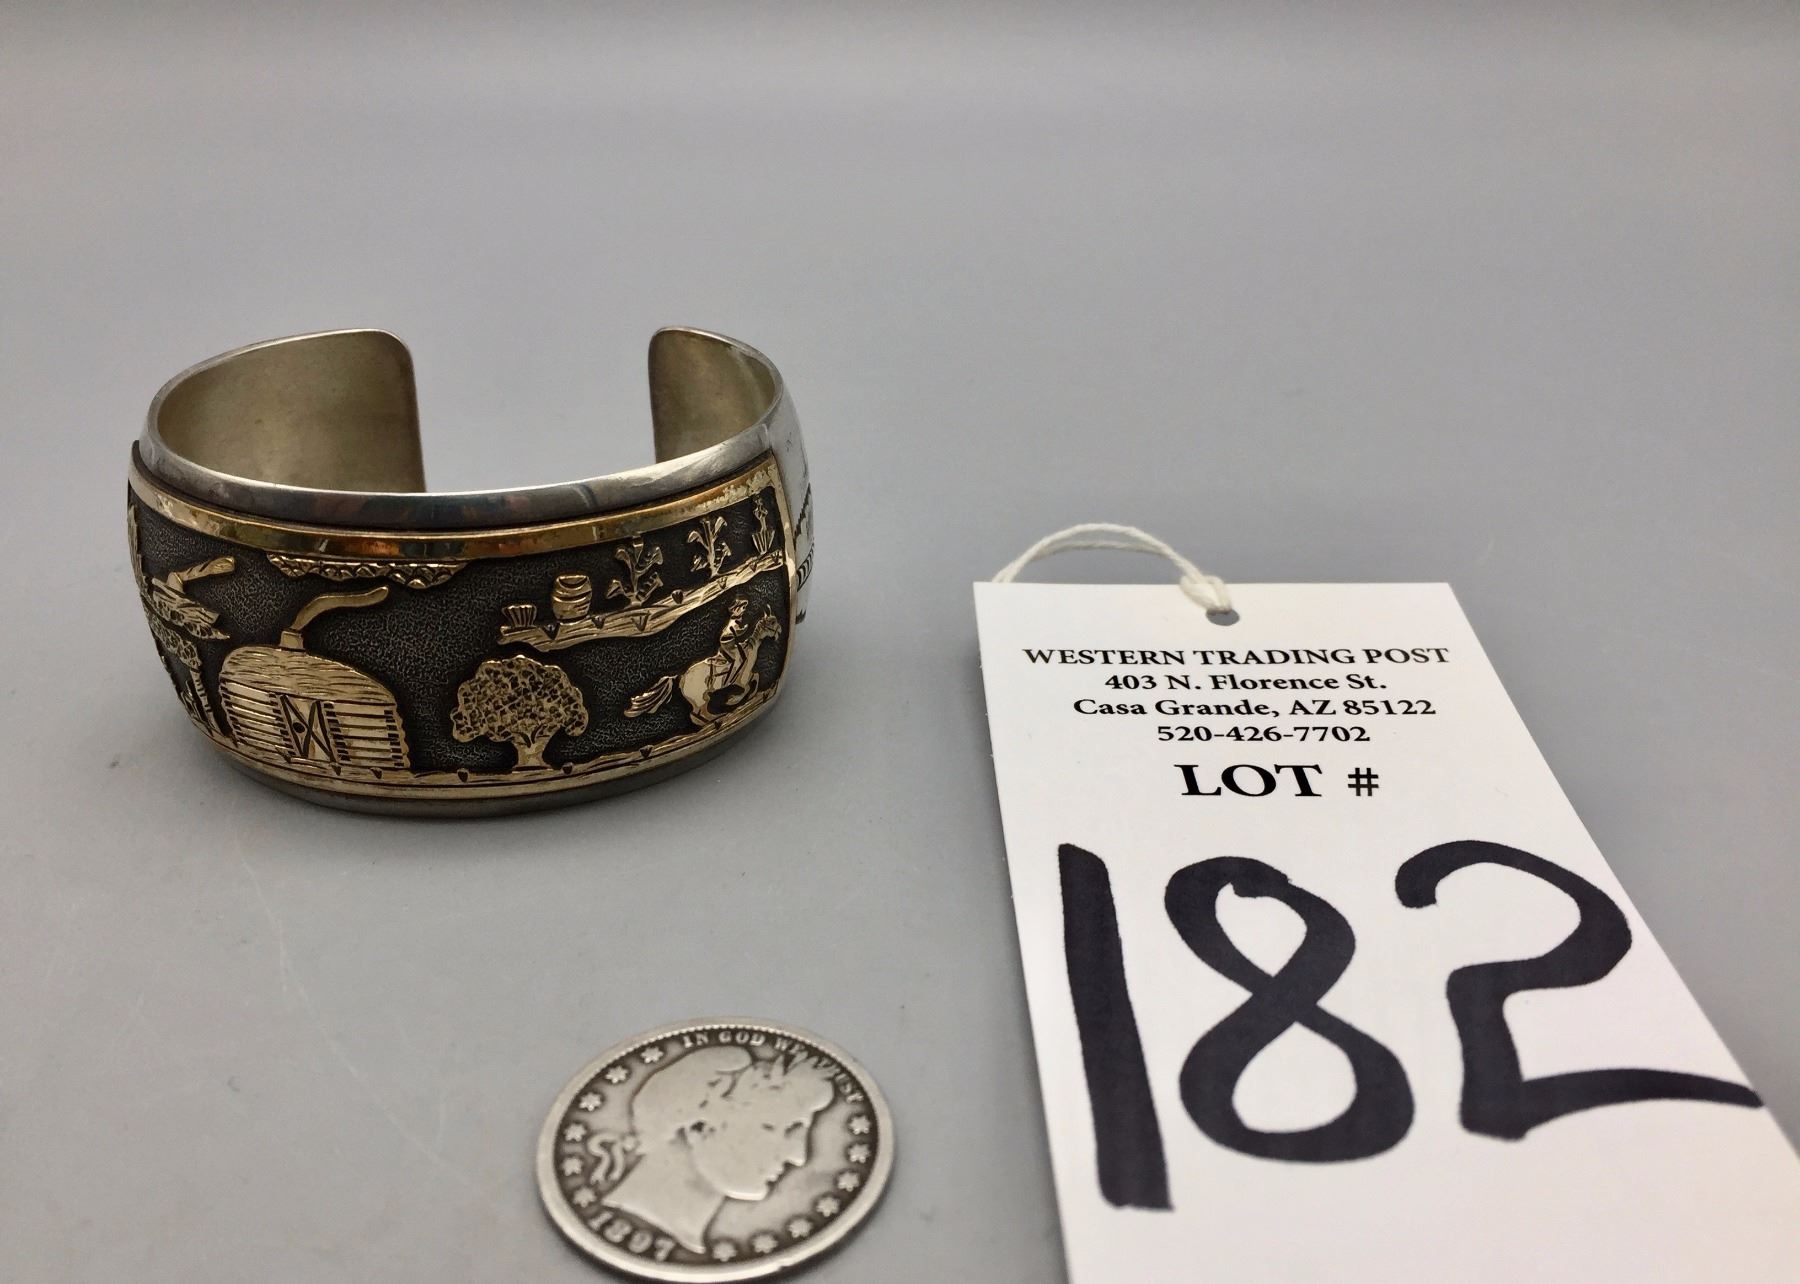 WESTERN TRADING POST
403 N. Florence St.
Casa Grande, AZ 85122
520-426-7702
LOT #
182
IN GOD WE TRUST
1897